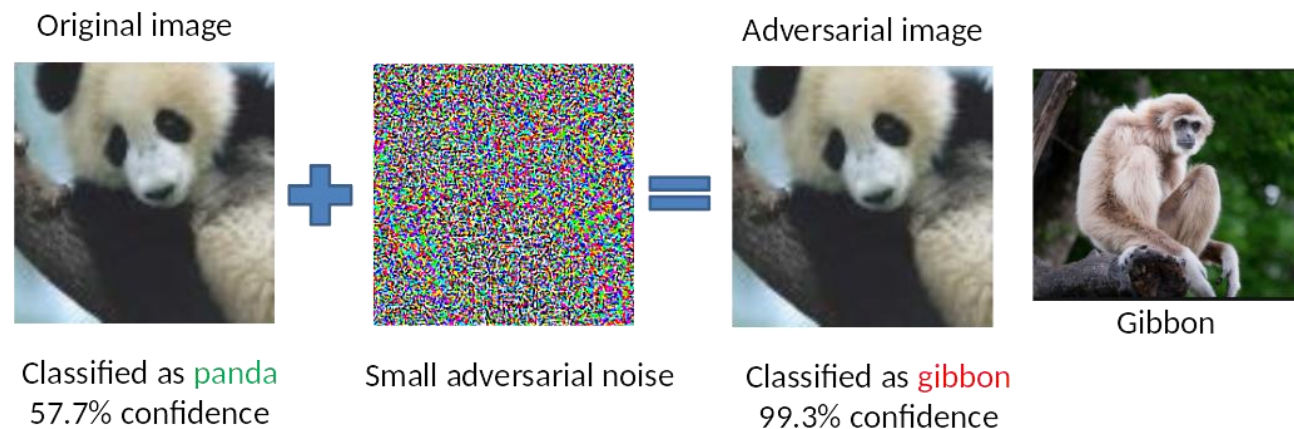 Original image
Adversarial image
Gibbon
Classified as panda
57.7% confidence
Small adversarial noise
Classified as gibbon
99.3% confidence